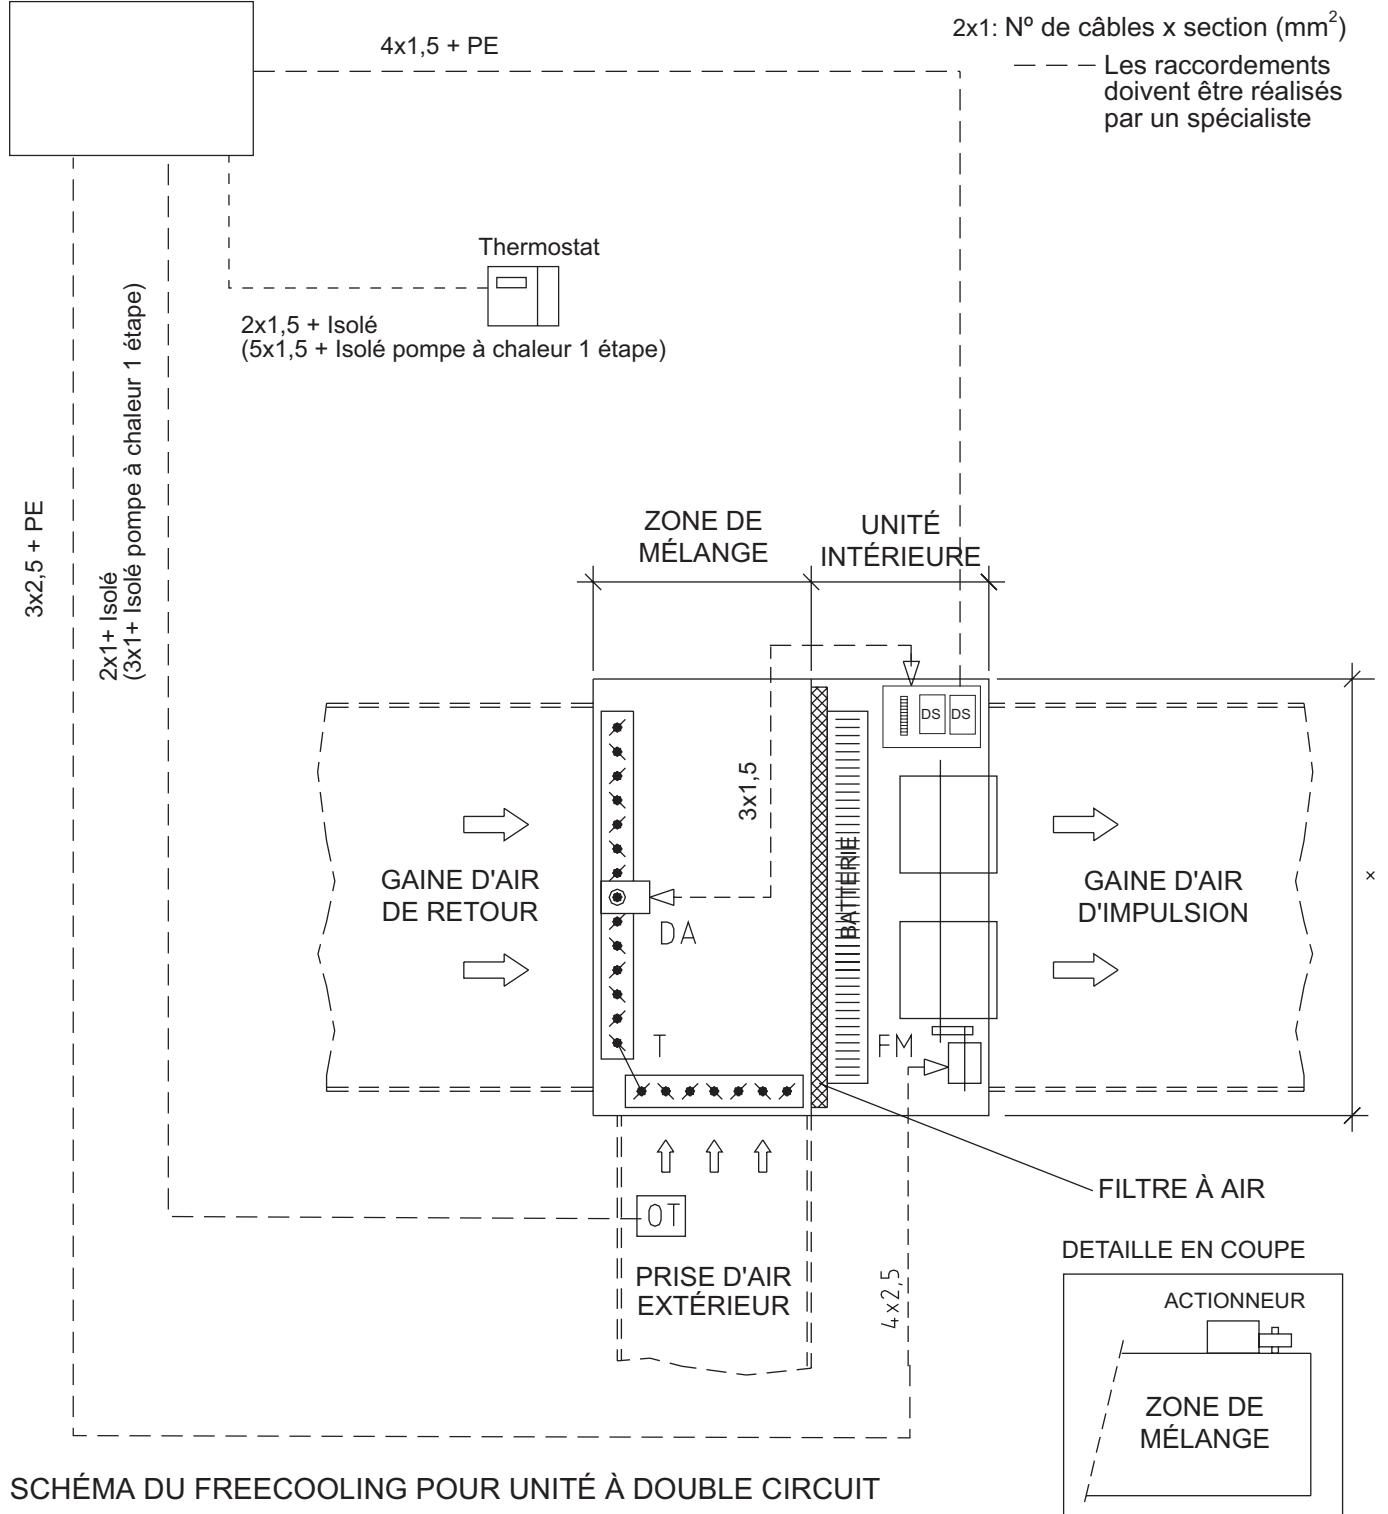 4x1,5 + PE
2x1: Nº de câbles x section (mm²)
Les raccordements
doivent être réalisés
par un spécialiste
Thermostat
2x1,5 + Isolé
(5x1,5 + Isolé pompe à chaleur 1 étape)
3x2,5 + PE
2x1+ Isolé
(3x1+ Isolé pompe à chaleur 1 étape)
ZONE DE
MÉLANGE
UNITÉ
INTÉRIEURE
DS
DS
3x1,5
GAINE D'AIR
DE RETOUR
DA
BATTERIE
GAINE D'AIR
D'IMPULSION
x
T
FM
FILTRE À AIR
OT
PRISE D'AIR
EXTÉRIEUR
4x2,5
DETAILLE EN COUPE
ACTIONNEUR
ZONE DE
MÉLANGE
SCHÉMA DU FREECOOLING POUR UNITÉ À DOUBLE CIRCUIT